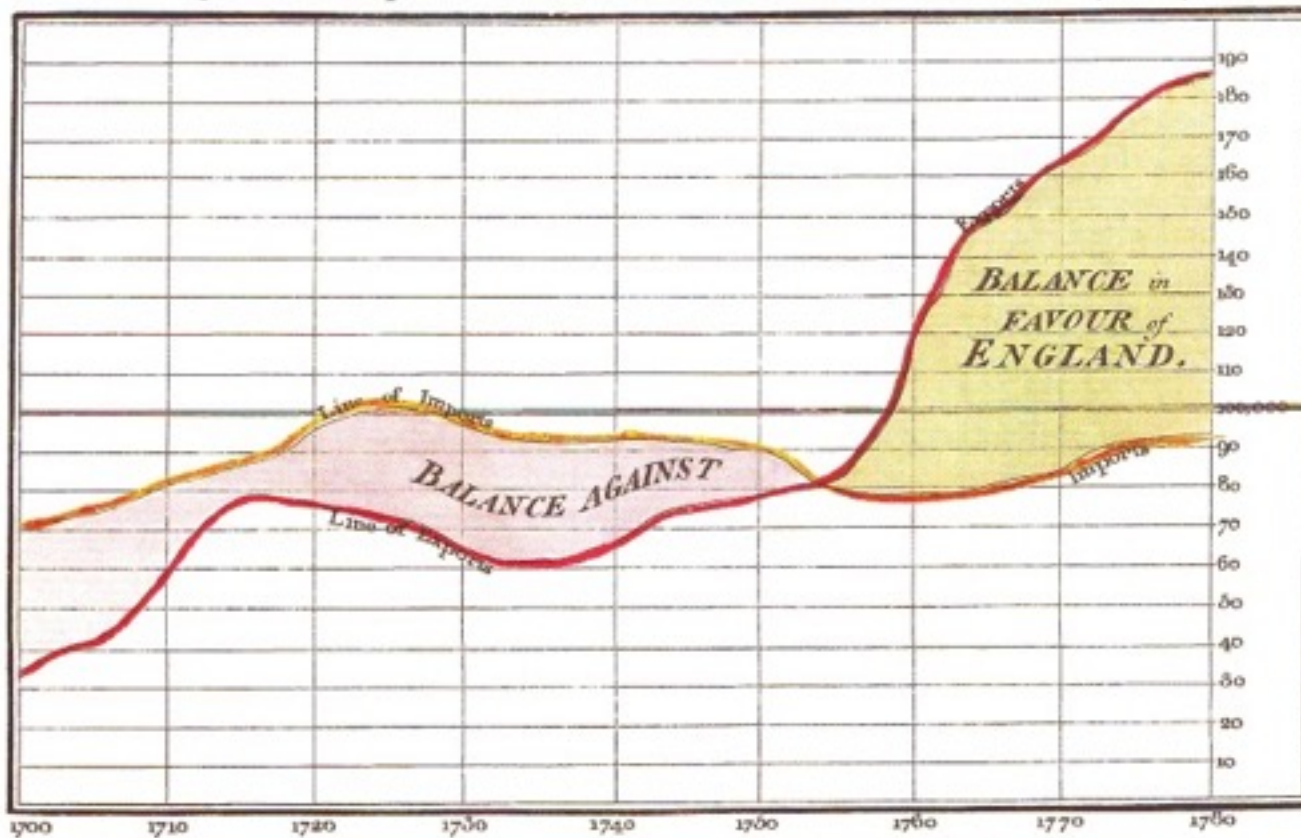 190
180
170
160
150
140
130
120
110
100,000
90
80
70
60
50
40
30
20
10
Exports
BALANCE in
FAVOUR of
ENGLAND.
Line of Imports
BALANCE AGAINST
Imports
Line of Exports
1700 1710 1720 1730 1740 1750 1760 1770 1780